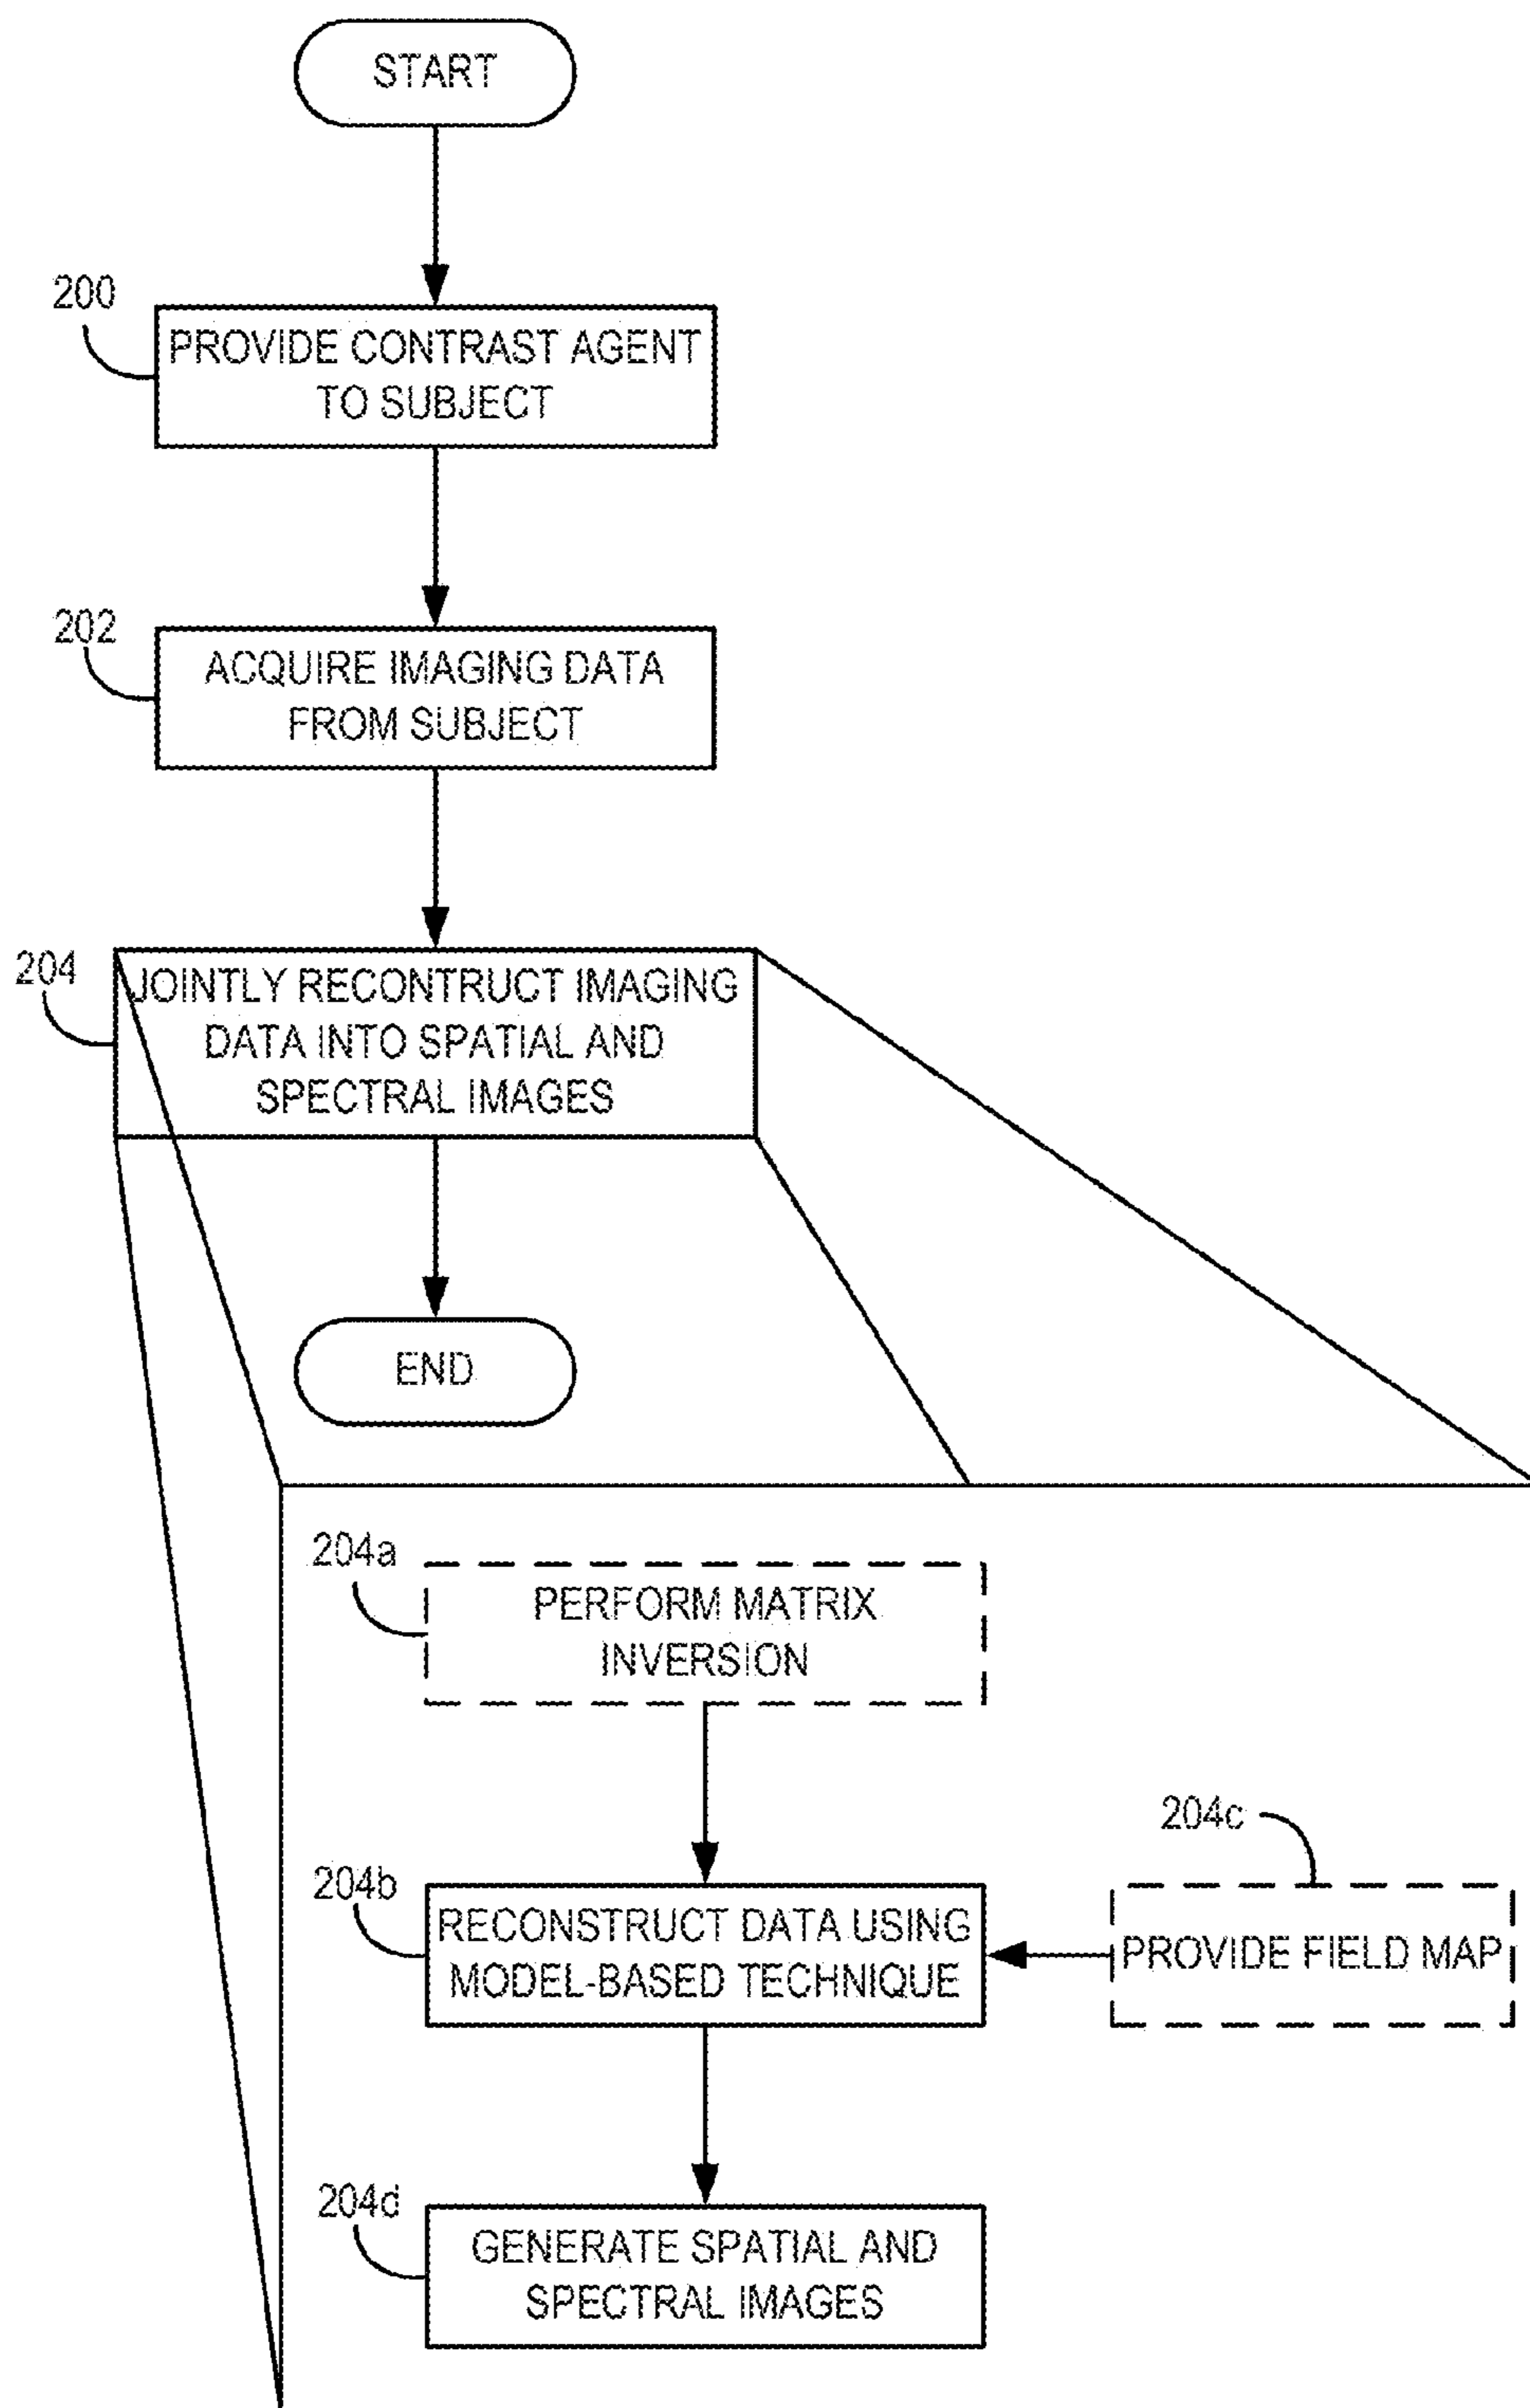 START
200
PROVIDE CONTRAST AGENT
TO SUBJECT
202
ACQUIRE IMAGING DATA
FROM SUBJECT
204
JOINTLY RECONTRUCT IMAGING
DATA INTO SPATIAL AND
SPECTRAL IMAGES
END
204a
PERFORM MATRIX
INVERSION
204c
204b
RECONSTRUCT DATA USING
MODEL-BASED TECHNIQUE
PROVIDE FIELD MAP
204d
GENERATE SPATIAL AND
SPECTRAL IMAGES